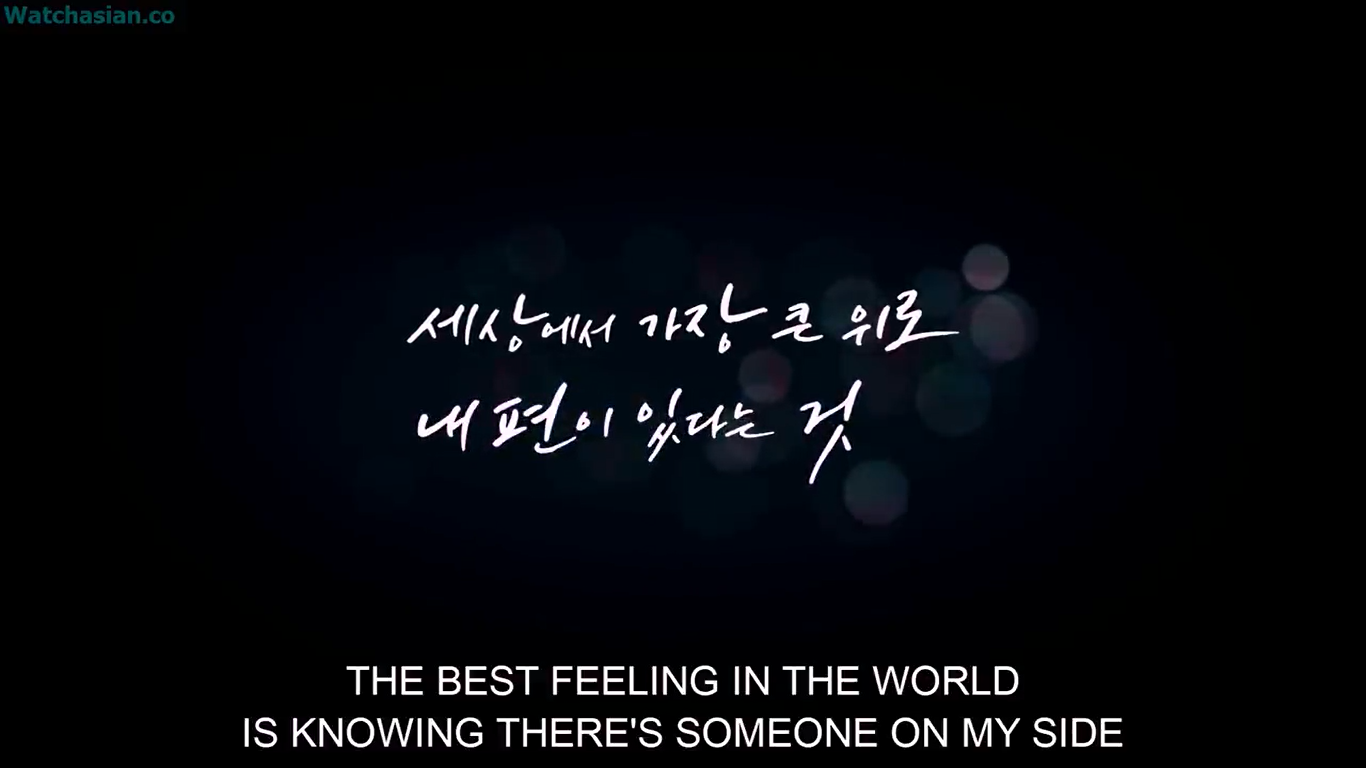 Watchasian.co
세상에서 가장 큰 위로
내 편이 있다는 것
THE BEST FEELING IN THE WORLD
IS KNOWING THERE'S SOMEONE ON MY SIDE